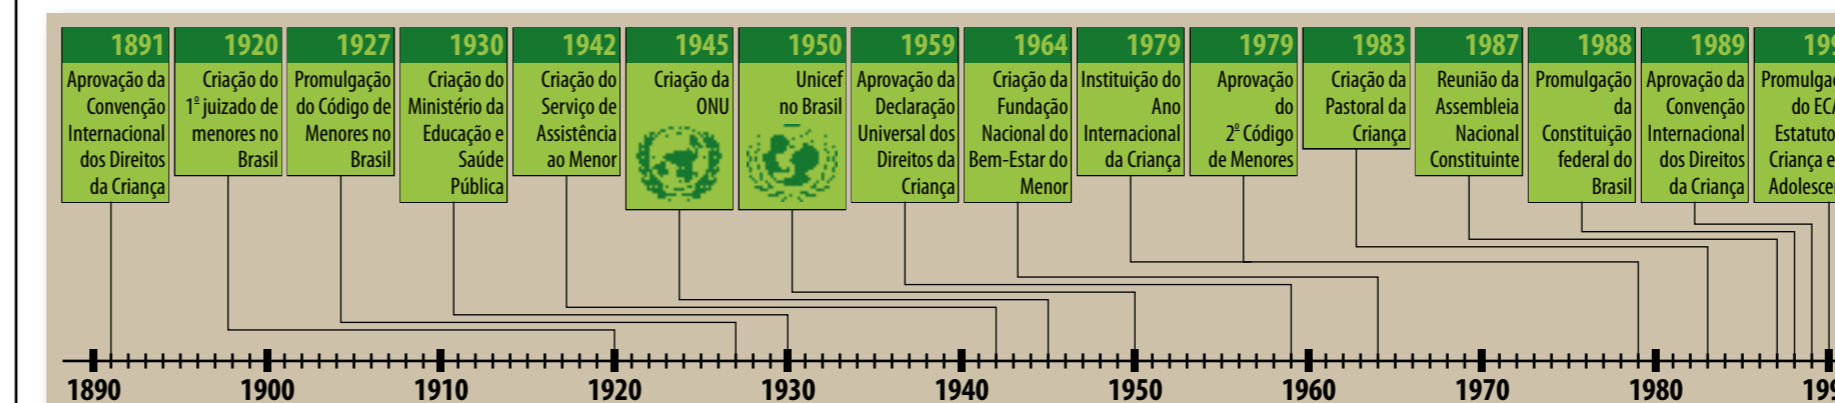 1891
Aprovação da
Convenção
Internacional
dos Direitos
da Criança
1920
Criação do
1º juizado de
menores no
Brasil
1927
Promulgação
do Código de
Menores no
Brasil
1930
Criação do
Ministério da
Educação e
Saúde
Pública
1942
Criação do
Serviço de
Assistência
ao Menor
1945
Criação da
ONU
1950
Unicef
no Brasil
1959
Aprovação da
Declaração
Universal dos
Direitos da
Criança
1964
Criação da
Fundação
Nacional do
Bem-Estar do
Menor
1979
Instituição do
Ano
Internacional
da Criança
1979
Aprovação
do
2º Código
de Menores
1983
Criação da
Pastoral da
Criança
1987
Reunião da
Assembleia
Nacional
Constituinte
1988
Promulgação
da
Constituição
federal do
Brasil
1989
Aprovação da
Convenção
Internacional
dos Direitos
da Criança
do
Criança e
1890 1900 1910 1920 1930 1940 1950 1960 1970 1980